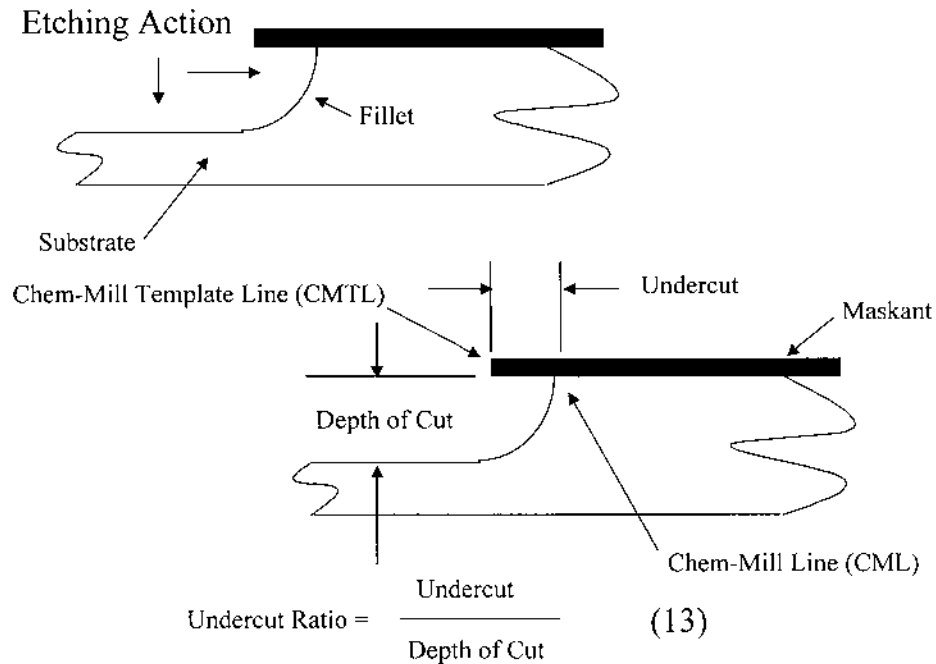 Etching Action
Fillet
Substrate
Chem-Mill Template Line (CMTL)
Undercut
Maskant
Depth of Cut
Chem-Mill Line (CML)
Undercut Ratio = Undercut
Depth of Cut
(13)